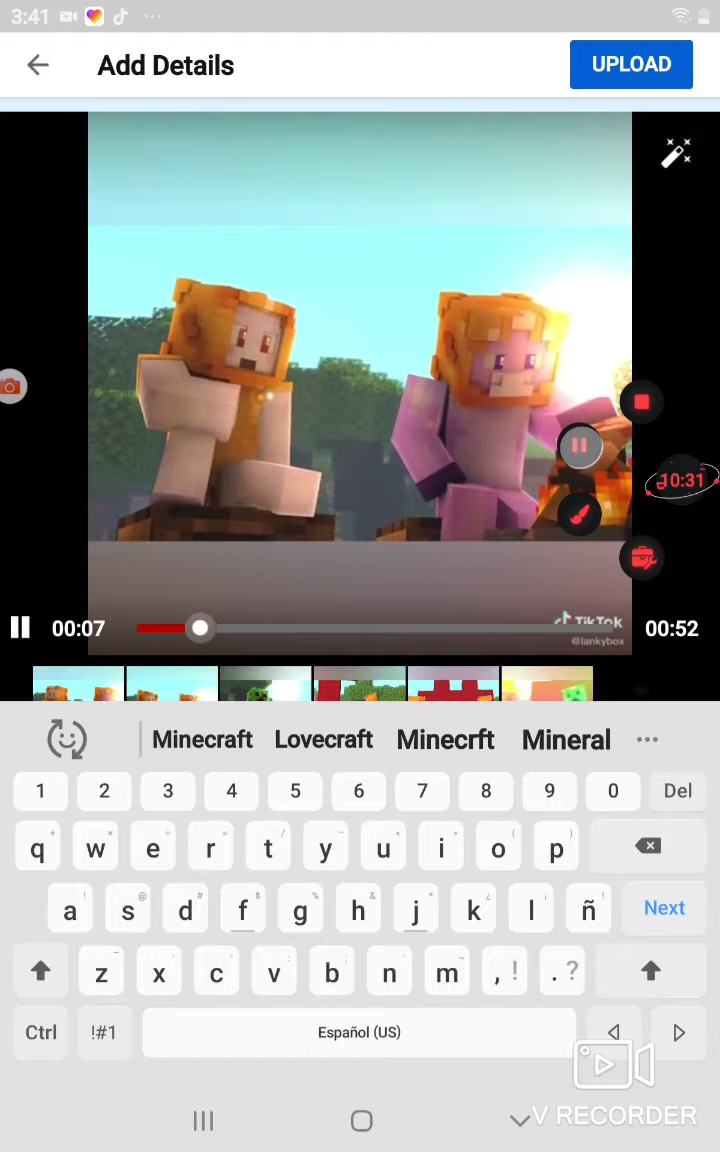 3:41
Add Details
UPLOAD
10:31
00:07
TikTok
00:52
@lankybox
Minecraft Lovecraft Minecrft Mineral
1 2 3 4 5 6 7 8 9 0 Del
q w e r t y u i o p
a s d f g h j k l ñ Next
z x c v b n m , ! . ?
Ctrl !#1 Español (US)
V RECORDER